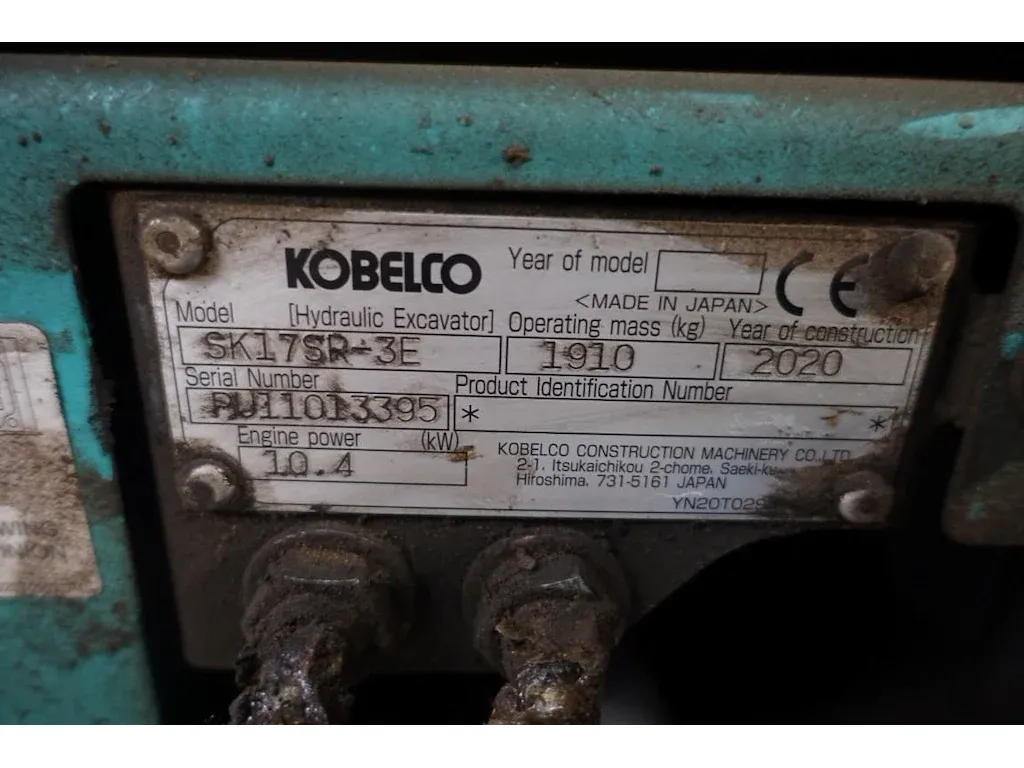 KOBELCO
Year of model
<MADE IN JAPAN>
CE
Model [Hydraulic Excavator]
SK17SR-3E
Operating mass (kg)
1910
Year of construction
2020
Serial Number
PU11013395
Product Identification Number
* *
Engine power (kW)
10.4
KOBELCO CONSTRUCTION MACHINERY CO.,LTD.
2-1, Itsukaichikou 2-chome, Saeki-ku,
Hiroshima, 731-5161 JAPAN
YN20T029